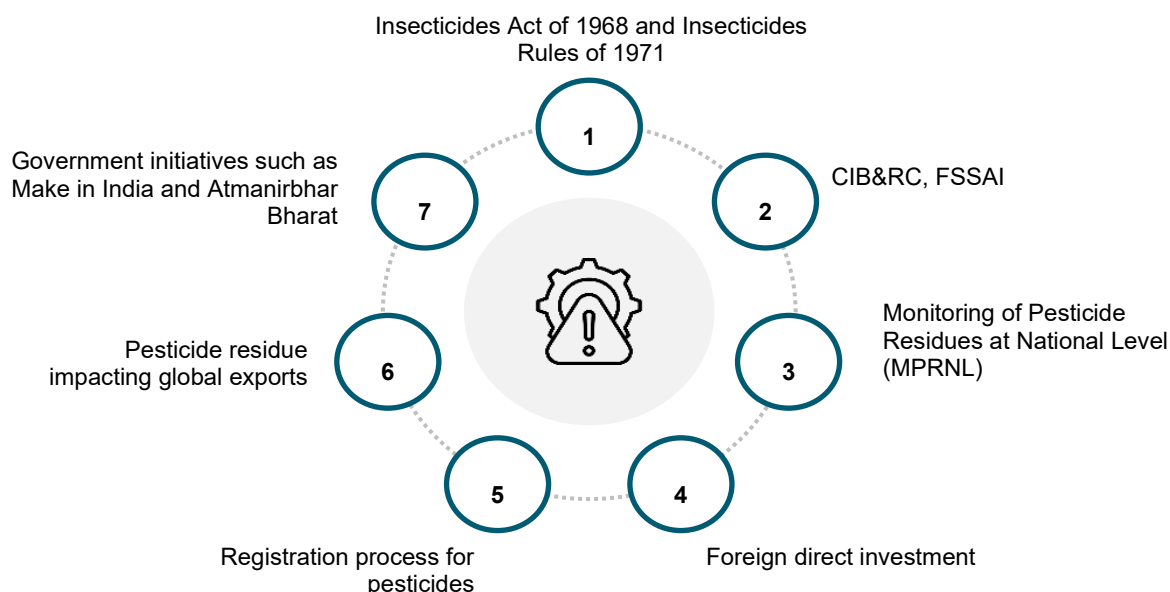 Insecticides Act of 1968 and Insecticides
Rules of 1971
1
CIB&RC, FSSAI
2
Monitoring of Pesticide
Residues at National Level
(MPRNL)
3
Foreign direct investment
4
Registration process for
pesticides
5
Pesticide residue
impacting global exports
6
Government initiatives such as
Make in India and Atmanirbhar
Bharat
7
!